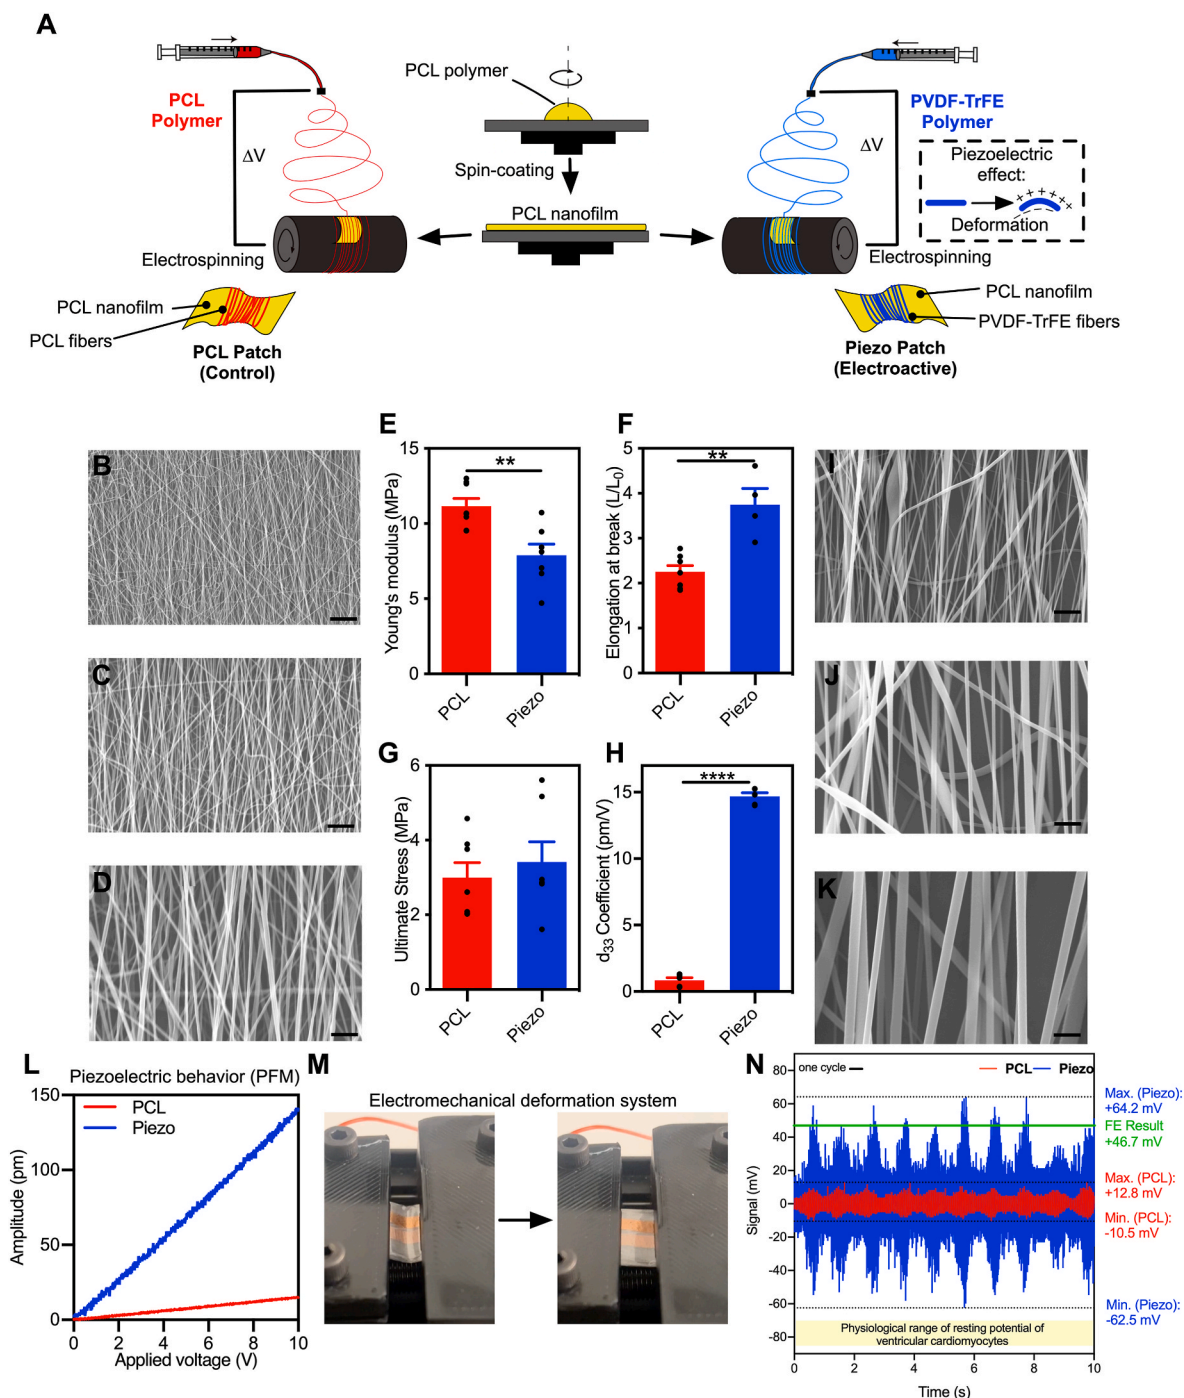 A
PCL
Polymer
ΔV
PCL polymer
Spin-coating
PCL nanofilm
PVDF-TrFE
Polymer
ΔV
Piezoelectric
effect:
Deformation
Electrospinning
Electrospinning
PCL nanofilm
PCL fibers
PCL Patch
(Control)
PCL nanofilm
PVDF-TrFE fibers
Piezo Patch
(Electroactive)
B
C
D
E
Young's modulus (MPa)
15
10
5
0
**
PCL
Piezo
F
Elongation at break (L/L0)
5
4
3
2
1
0
**
PCL
Piezo
G
Ultimate Stress (MPa)
6
4
2
0
PCL
Piezo
H
d33 Coefficient (pm/V)
15
10
5
0
****
PCL
Piezo
I
J
K
L
Piezoelectric behavior (PFM)
PCL
Piezo
Amplitude (pm)
150
100
50
0
0 2 4 6 8 10
Applied voltage (V)
M
Electromechanical deformation system
N
one cycle
PCL
Piezo
Signal (mV)
80
60
40
20
0
-20
-40
-60
-80
Max. (Piezo):
+64.2 mV
FE Result
+46.7 mV
Max. (PCL):
+12.8 mV
Min. (PCL):
-10.5 mV
Min. (Piezo):
-62.5 mV
Physiological range of resting potential of
ventricular cardiomyocytes
0 2 4 6 8 10
Time (s)